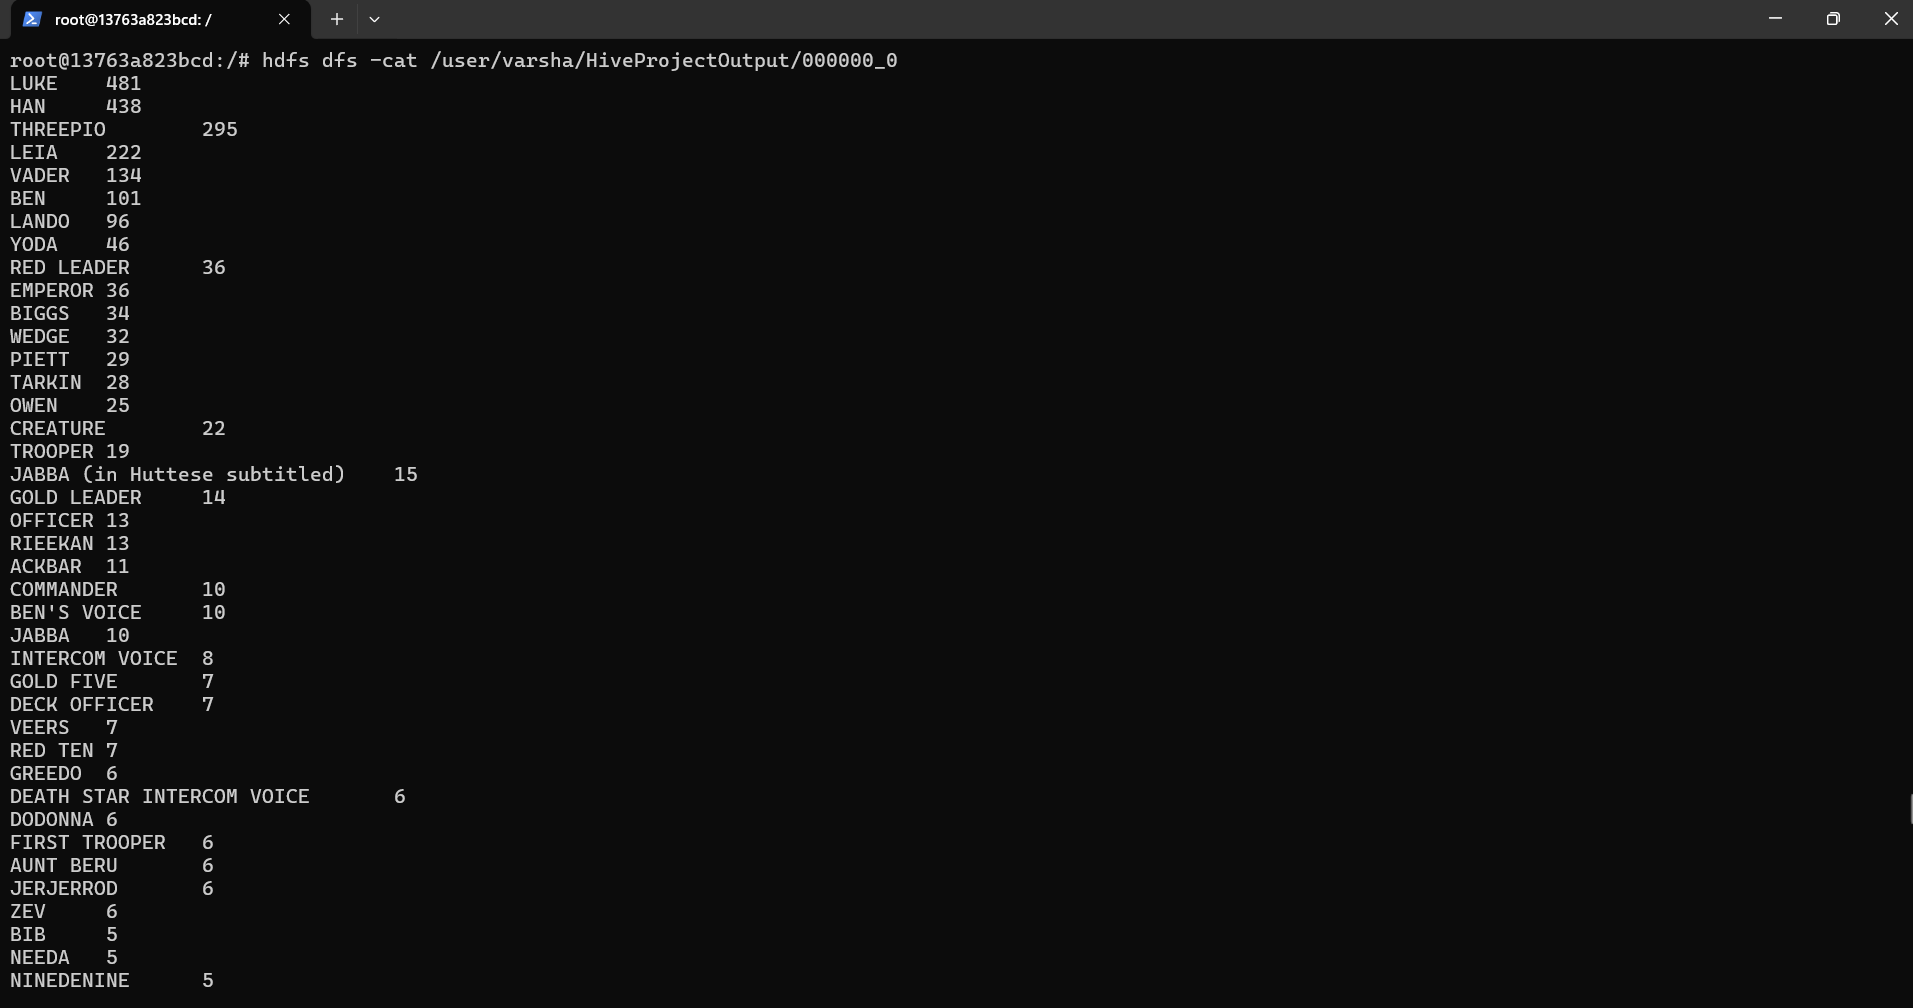 root@13763a823bcd: /
root@13763a823bcd:/# hdfs dfs -cat /user/varsha/HiveProjectOutput/000000_0
LUKE    481
HAN     438
THREEPIO        295
LEIA    222
VADER   134
BEN     101
LANDO   96
YODA    46
RED LEADER      36
EMPEROR 36
BIGGS   34
WEDGE   32
PIETT   29
TARKIN  28
OWEN    25
CREATURE        22
TROOPER 19
JABBA (in Huttese subtitled)    15
GOLD LEADER     14
OFFICER 13
RIEEKAN 13
ACKBAR  11
COMMANDER       10
BEN'S VOICE     10
JABBA   10
INTERCOM VOICE  8
GOLD FIVE       7
DECK OFFICER    7
VEERS   7
RED TEN 7
GREEDO  6
DEATH STAR INTERCOM VOICE       6
DODONNA 6
FIRST TROOPER   6
AUNT BERU       6
JERJERROD       6
ZEV     6
BIB     5
NEEDA   5
NINEDENINE      5